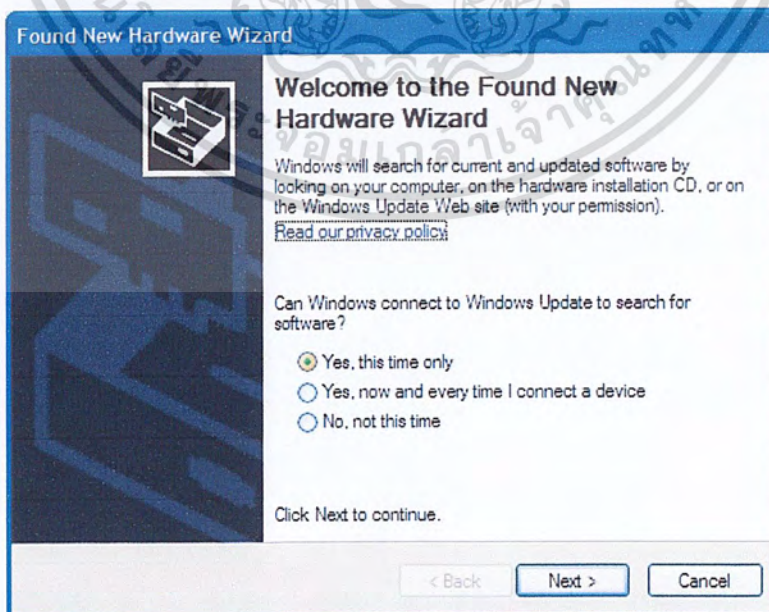 Found New Hardware Wizard
Welcome to the Found New
Hardware Wizard
Windows will search for current and updated software by
looking on your computer, on the hardware installation CD, or on
the Windows Update Web site (with your permission).
Read our privacy policy
Can Windows connect to Windows Update to search for
software?
Yes, this time only
Yes, now and every time I connect a device
No, not this time
Click Next to continue.
< Back
Next >
Cancel